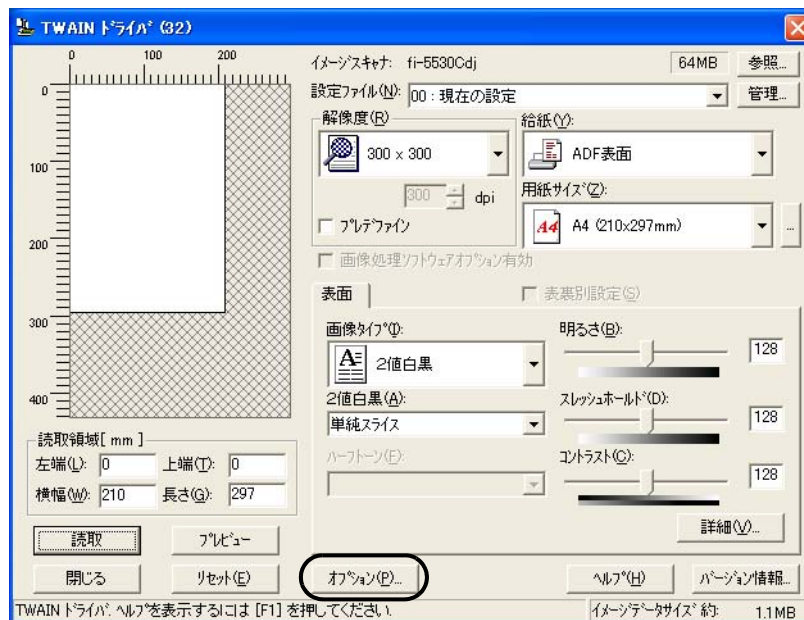 TWAIN ドライバ (32)
0 100 200
0
100
200
300
400
イメージスキャナ: fi-5530Cdj 64MB 参照...
設定ファイル(N): 00 : 現在の設定 管理...
解像度(R)
300 × 300
300 dpi
プレデファイン
給紙(Y):
ADF表面
用紙サイズ(Z):
A4 A4 (210x297mm) ...
画像処理ソフトウェアオプション有効
表面 表裏別設定(S)
画像タイプ(I):
A 2値白黒
2値白黒(A):
単純スライス
ハーフトーン(F):
明るさ(B):
128
スレッシュホールド(D):
128
コントラスト(C):
128
詳細(V)...
読取領域[ mm ]
左端(L): 0 上端(T): 0
横幅(W): 210 長さ(G): 297
読取 プレビュー
閉じる リセット(E) オプション(P)... ヘルプ(H) バージョン情報...
TWAIN ドライバ. ヘルプを表示するには [F1] を押してください. イメージデータサイズ 約: 1.1MB